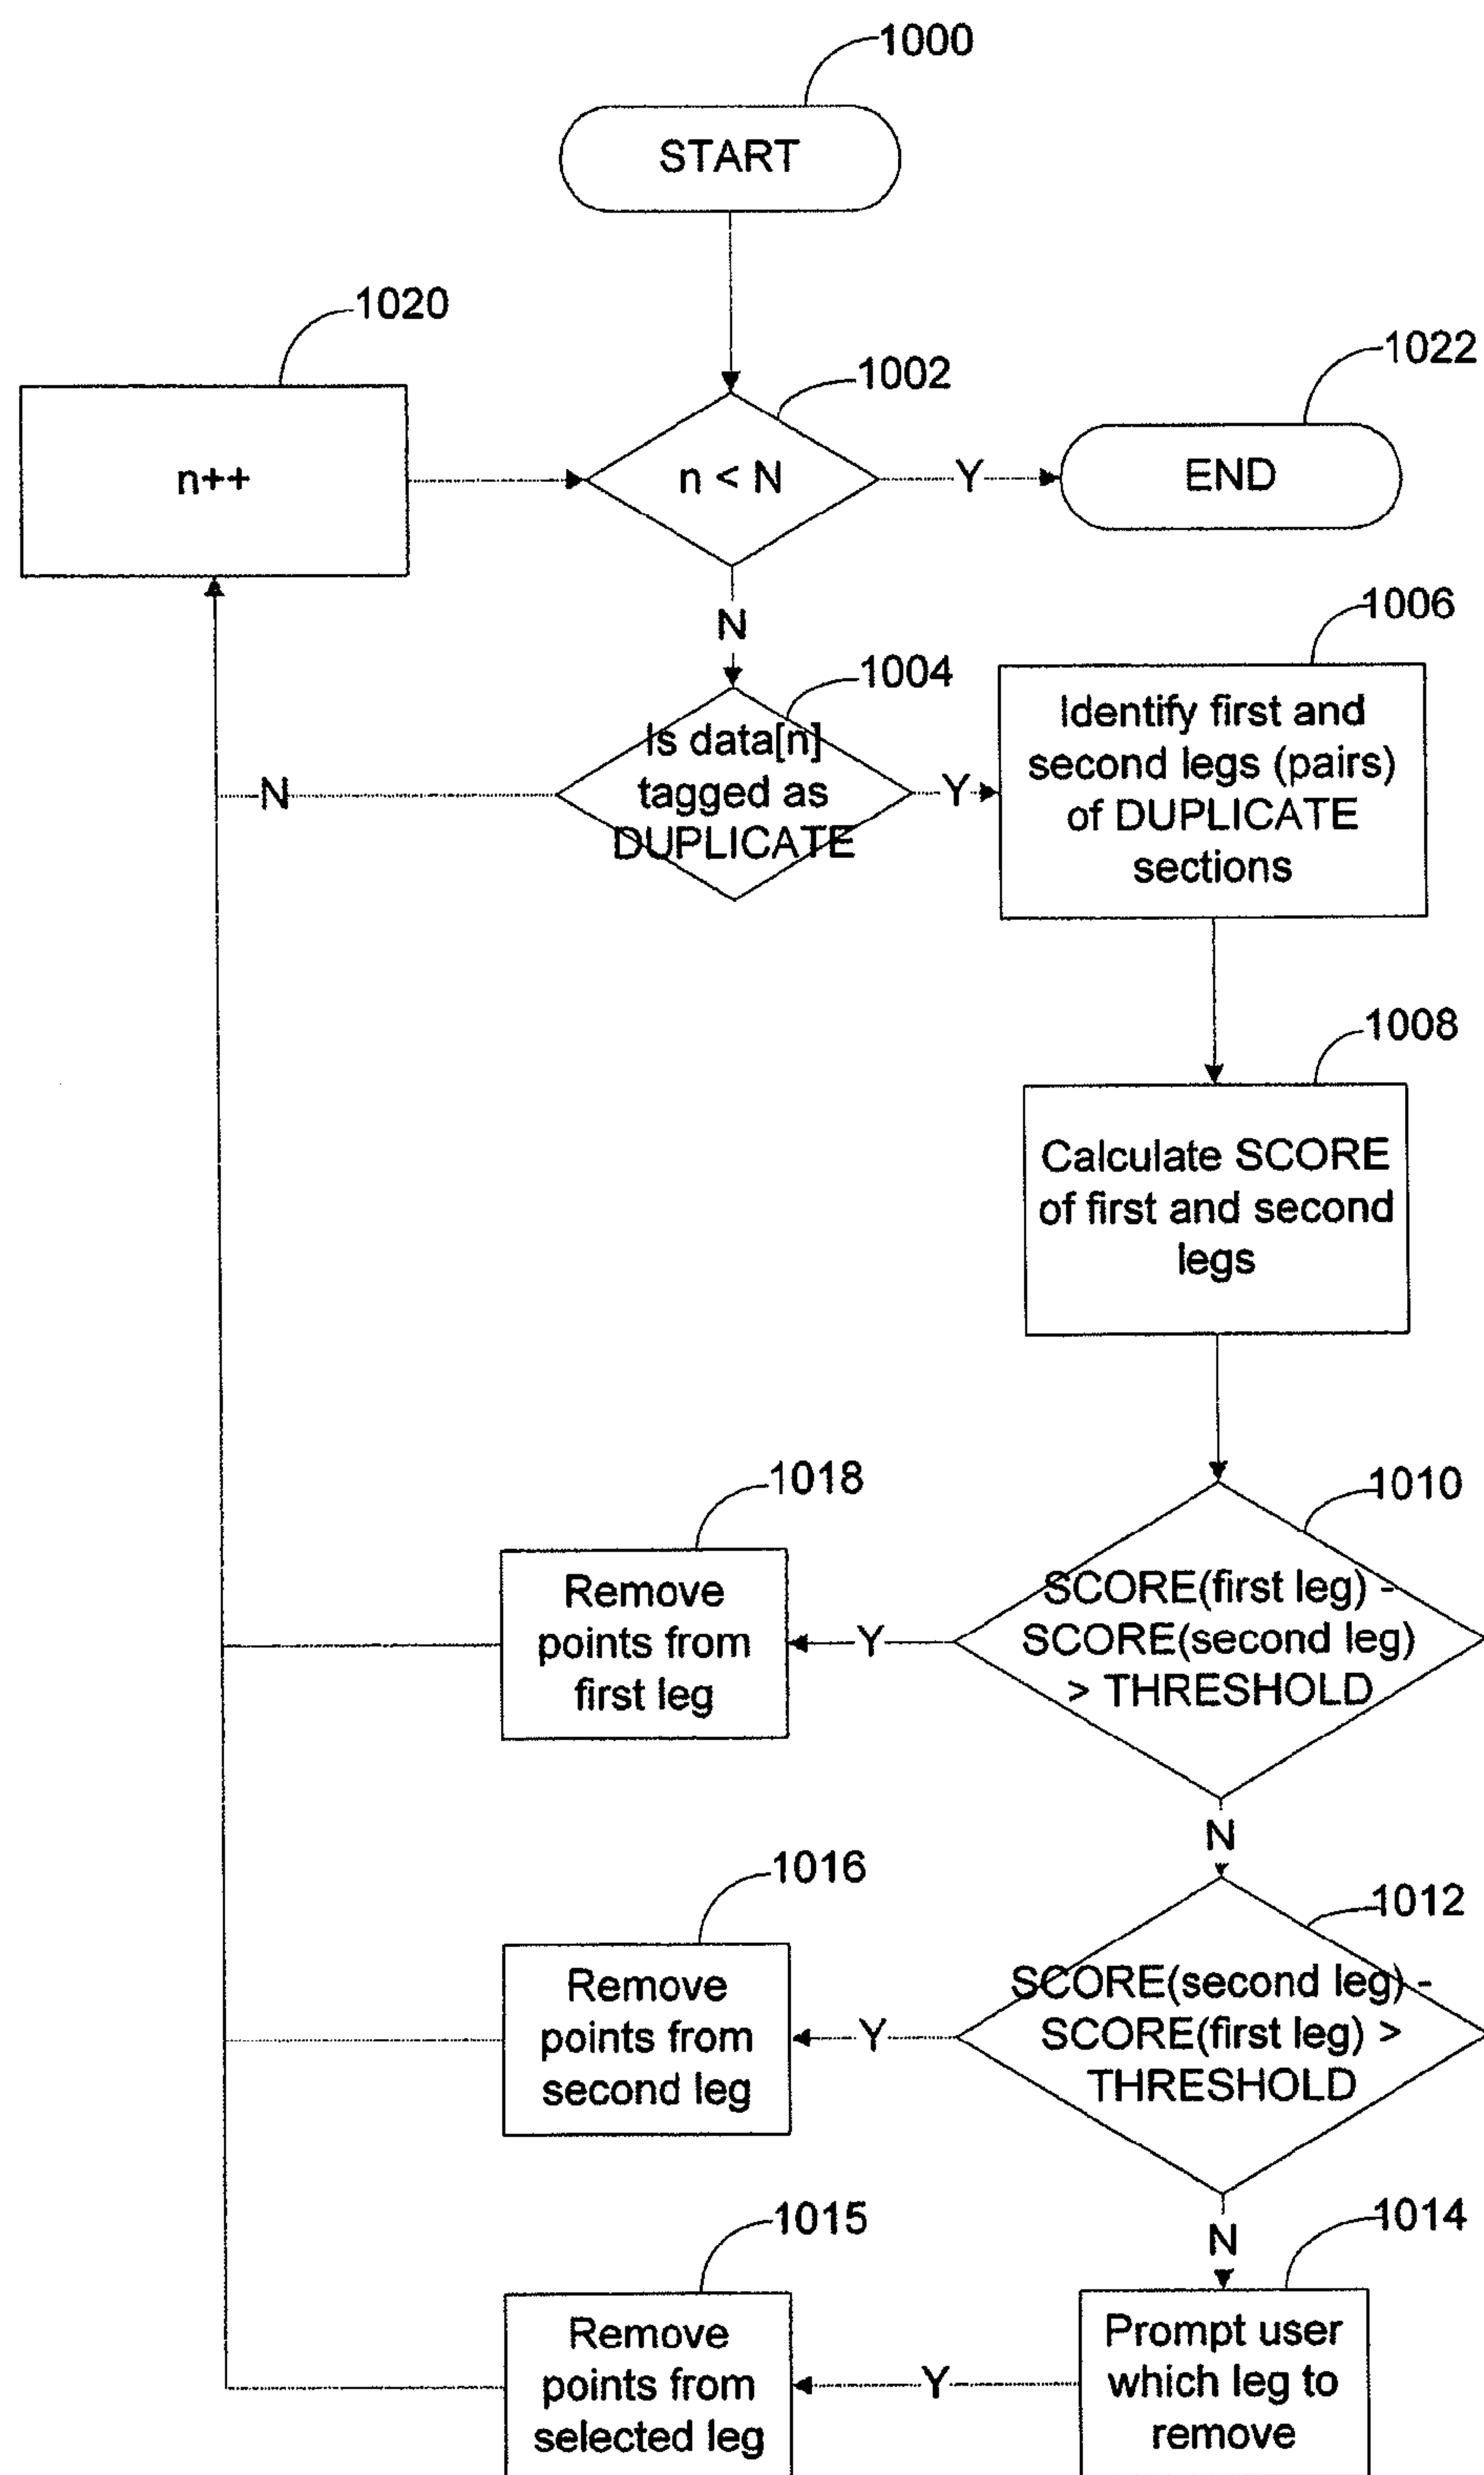 1000
START
1020
1002
1022
n++
n < N
Y
END
N
1006
1004
Is data[n]
tagged as
DUPLICATE
N
Y
Identify first and
second legs (pairs)
of DUPLICATE
sections
1008
Calculate SCORE
of first and second
legs
1018
1010
Remove
points from
first leg
Y
SCORE(first leg) -
SCORE(second leg)
> THRESHOLD
N
1016
1012
Remove
points from
second leg
Y
SCORE(second leg) -
SCORE(first leg) >
THRESHOLD
N
1015
1014
Remove
points from
selected leg
Y
Prompt user
which leg to
remove